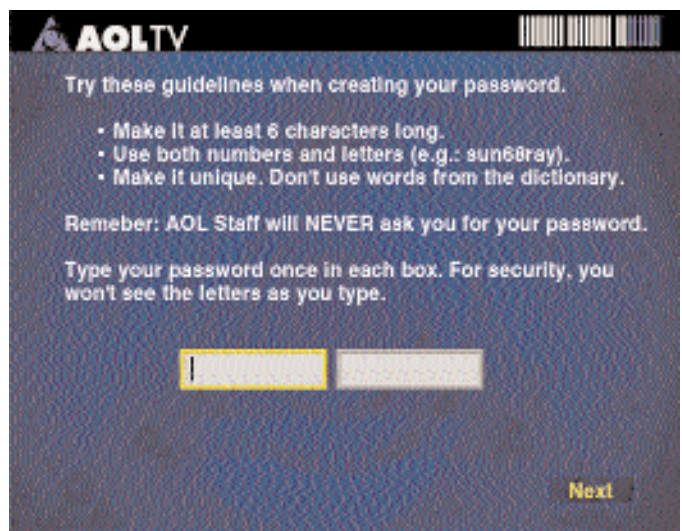 AOLTV
Try these guidelines when creating your password.
• Make it at least 6 characters long.
• Use both numbers and letters (e.g.: sun68ray).
• Make it unique. Don't use words from the dictionary.
Remeber: AOL Staff will NEVER ask you for your password.
Type your password once in each box. For security, you
won't see the letters as you type.
Next